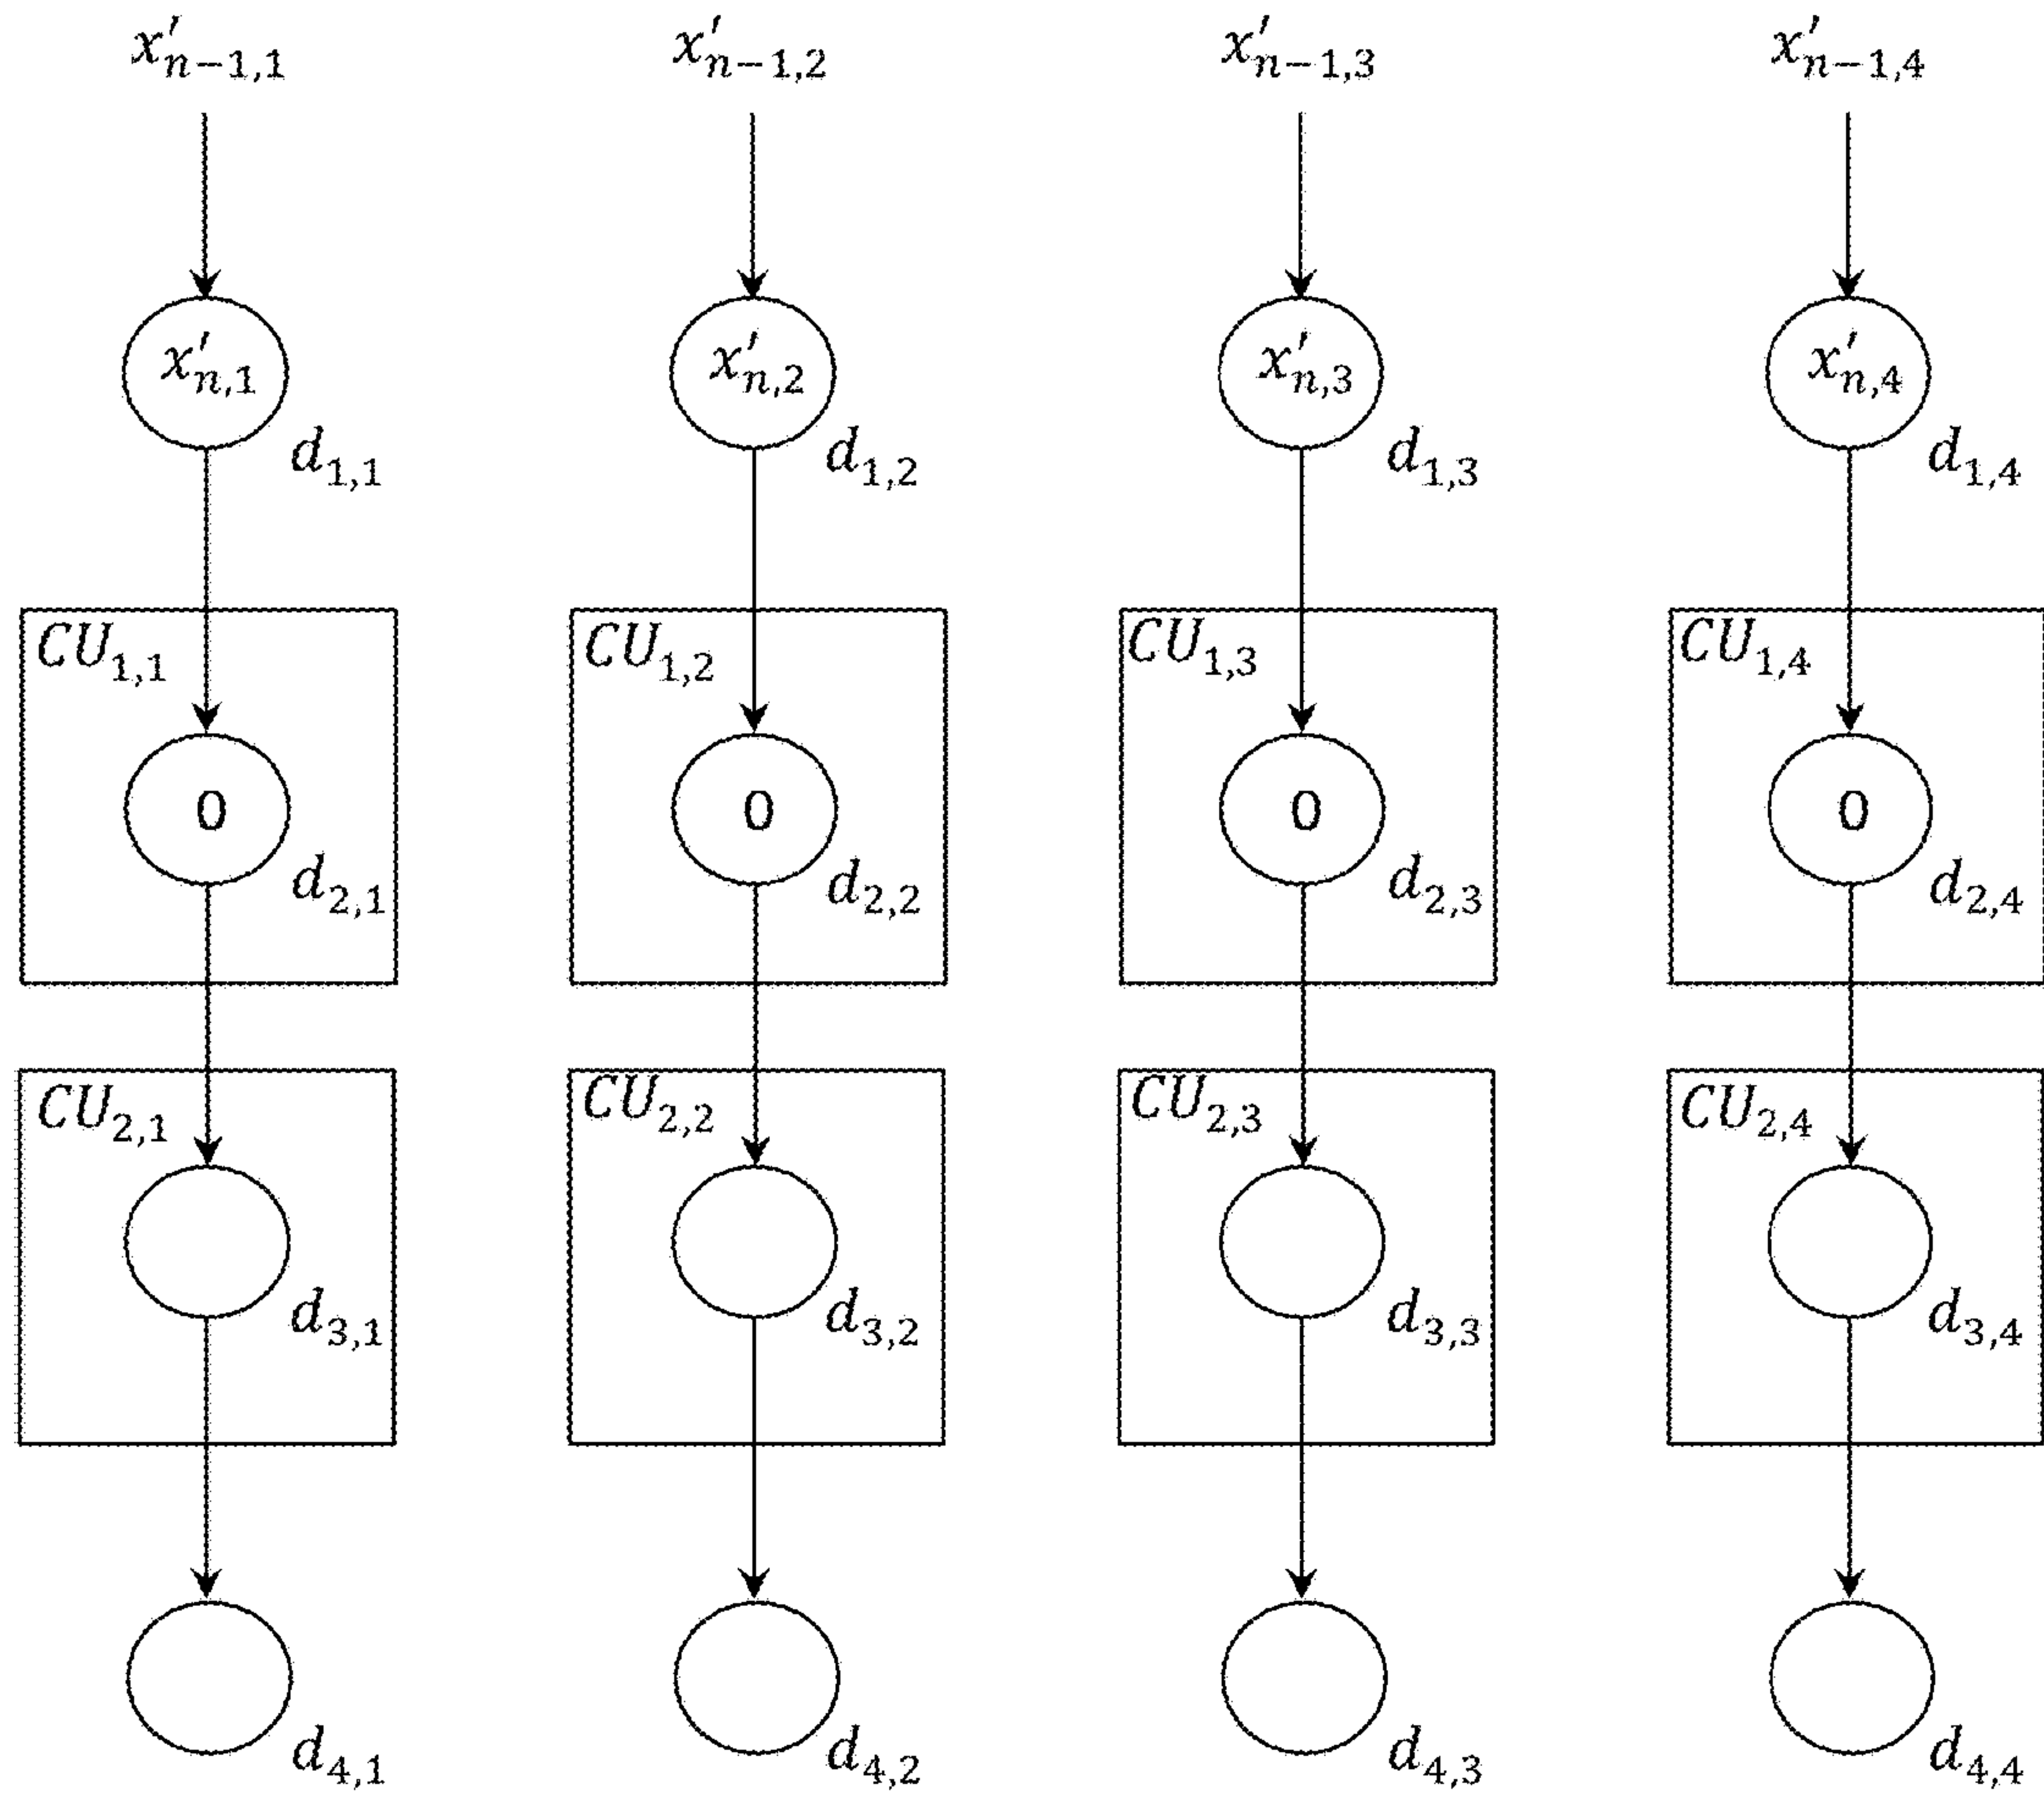 x′n−1,1 x′n−1,2 x′n−1,3 x′n−1,4
x′n,1 x′n,2 x′n,3 x′n,4
d1,1 d1,2 d1,3 d1,4
CU1,1 CU1,2 CU1,3 CU1,4
0 0 0 0
d2,1 d2,2 d2,3 d2,4
CU2,1 CU2,2 CU2,3 CU2,4
d3,1 d3,2 d3,3 d3,4
d4,1 d4,2 d4,3 d4,4